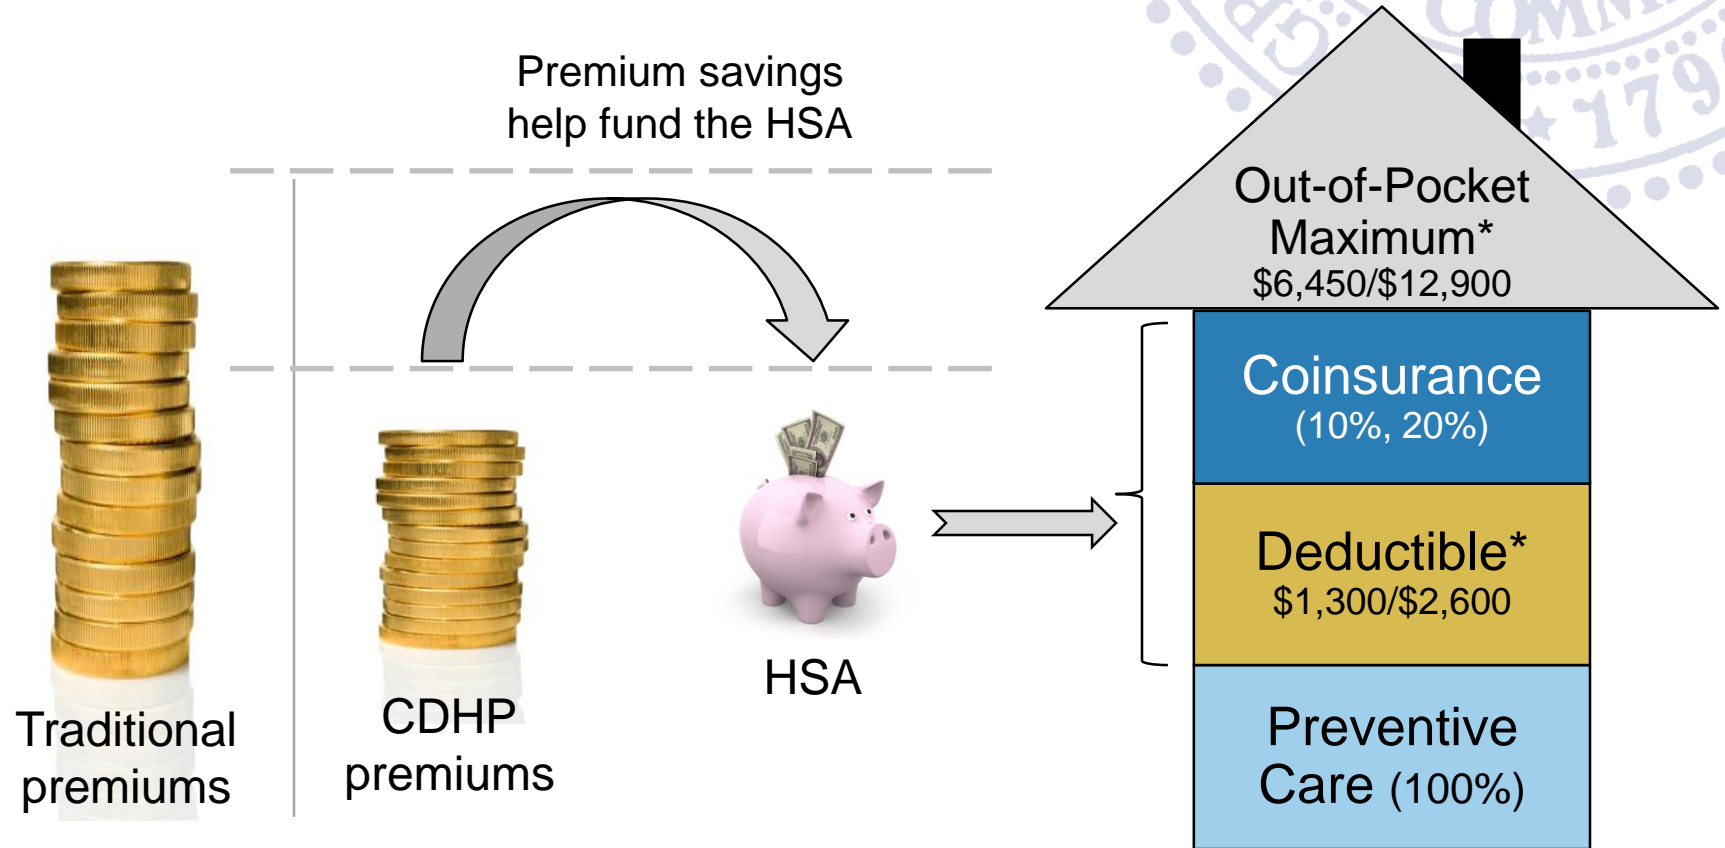 Premium savings
help fund the HSA
Traditional
premiums
CDHP
premiums
HSA
Out-of-Pocket
Maximum*
$6,450/$12,900
Coinsurance
(10%, 20%)
Deductible*
$1,300/$2,600
Preventive
Care (100%)